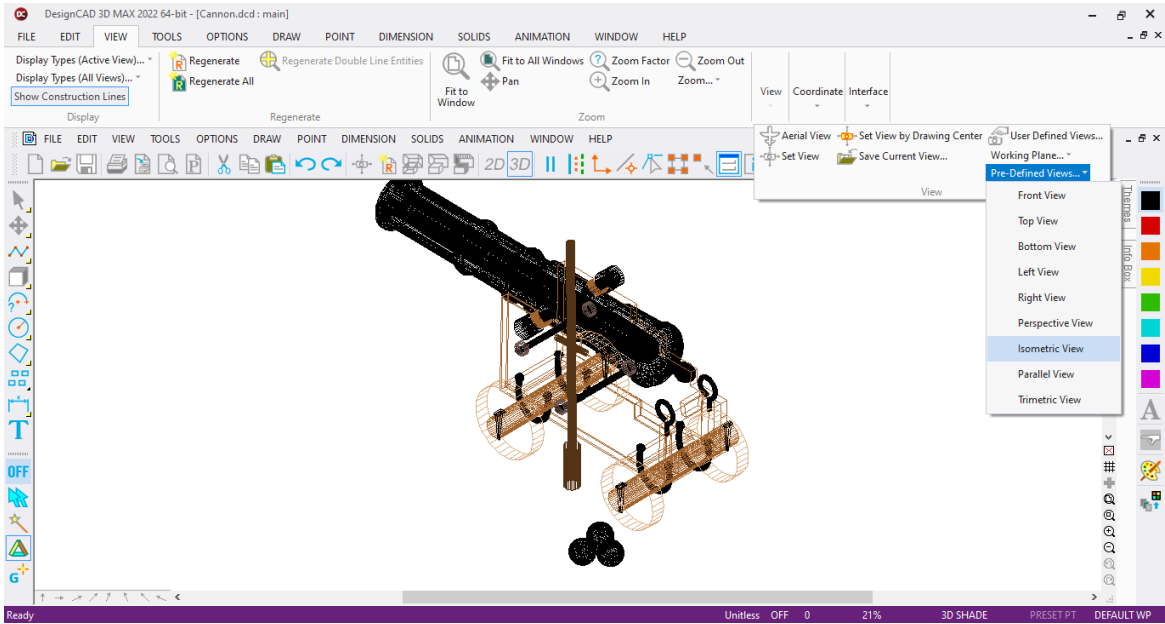 DC DesignCAD 3D MAX 2022 64-bit - [Cannon.dcd : main]
FILE EDIT VIEW TOOLS OPTIONS DRAW POINT DIMENSION SOLIDS ANIMATION WINDOW HELP
Display Types (Active View)... Regenerate Regenerate Double Line Entities Fit to All Windows Zoom Factor Zoom Out
Display Types (All Views)... Regenerate All Pan Zoom In Zoom...
Show Construction Lines Fit to Window View Coordinate Interface
Display Regenerate Zoom
FILE EDIT VIEW TOOLS OPTIONS DRAW POINT DIMENSION SOLIDS ANIMATION WINDOW HELP
2D 3D
Aerial View Set View by Drawing Center User Defined Views...
Set View Save Current View... Working Plane...
Pre-Defined Views...
View
Front View
Top View
Bottom View
Left View
Right View
Perspective View
Isometric View
Parallel View
Trimetric View
Themes
Info Box
T
OFF
G
A
Ready Unitless OFF 0 21% 3D SHADE PRESET PT DEFAULT WP